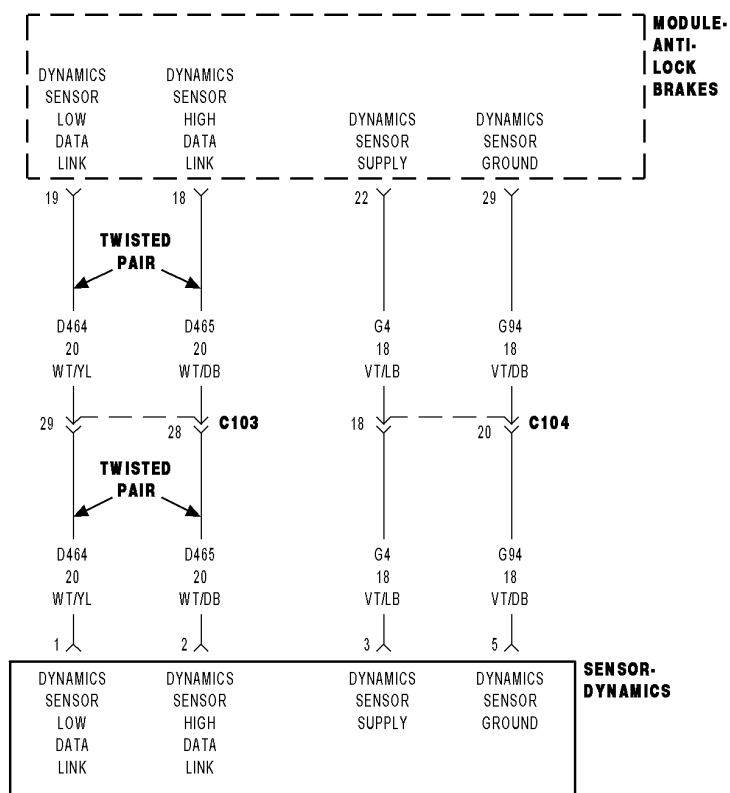 MODULE-
ANTI-
LOCK
BRAKES
DYNAMICS
SENSOR
LOW
DATA
LINK
DYNAMICS
SENSOR
HIGH
DATA
LINK
DYNAMICS
SENSOR
SUPPLY
DYNAMICS
SENSOR
GROUND
19
18
22
29
TWISTED
PAIR
D464
20
WT/YL
D465
20
WT/DB
G4
18
VT/LB
G94
18
VT/DB
29
28
C103
18
20
C104
TWISTED
PAIR
D464
20
WT/YL
D465
20
WT/DB
G4
18
VT/LB
G94
18
VT/DB
1
2
3
5
SENSOR-
DYNAMICS
DYNAMICS
SENSOR
LOW
DATA
LINK
DYNAMICS
SENSOR
HIGH
DATA
LINK
DYNAMICS
SENSOR
SUPPLY
DYNAMICS
SENSOR
GROUND